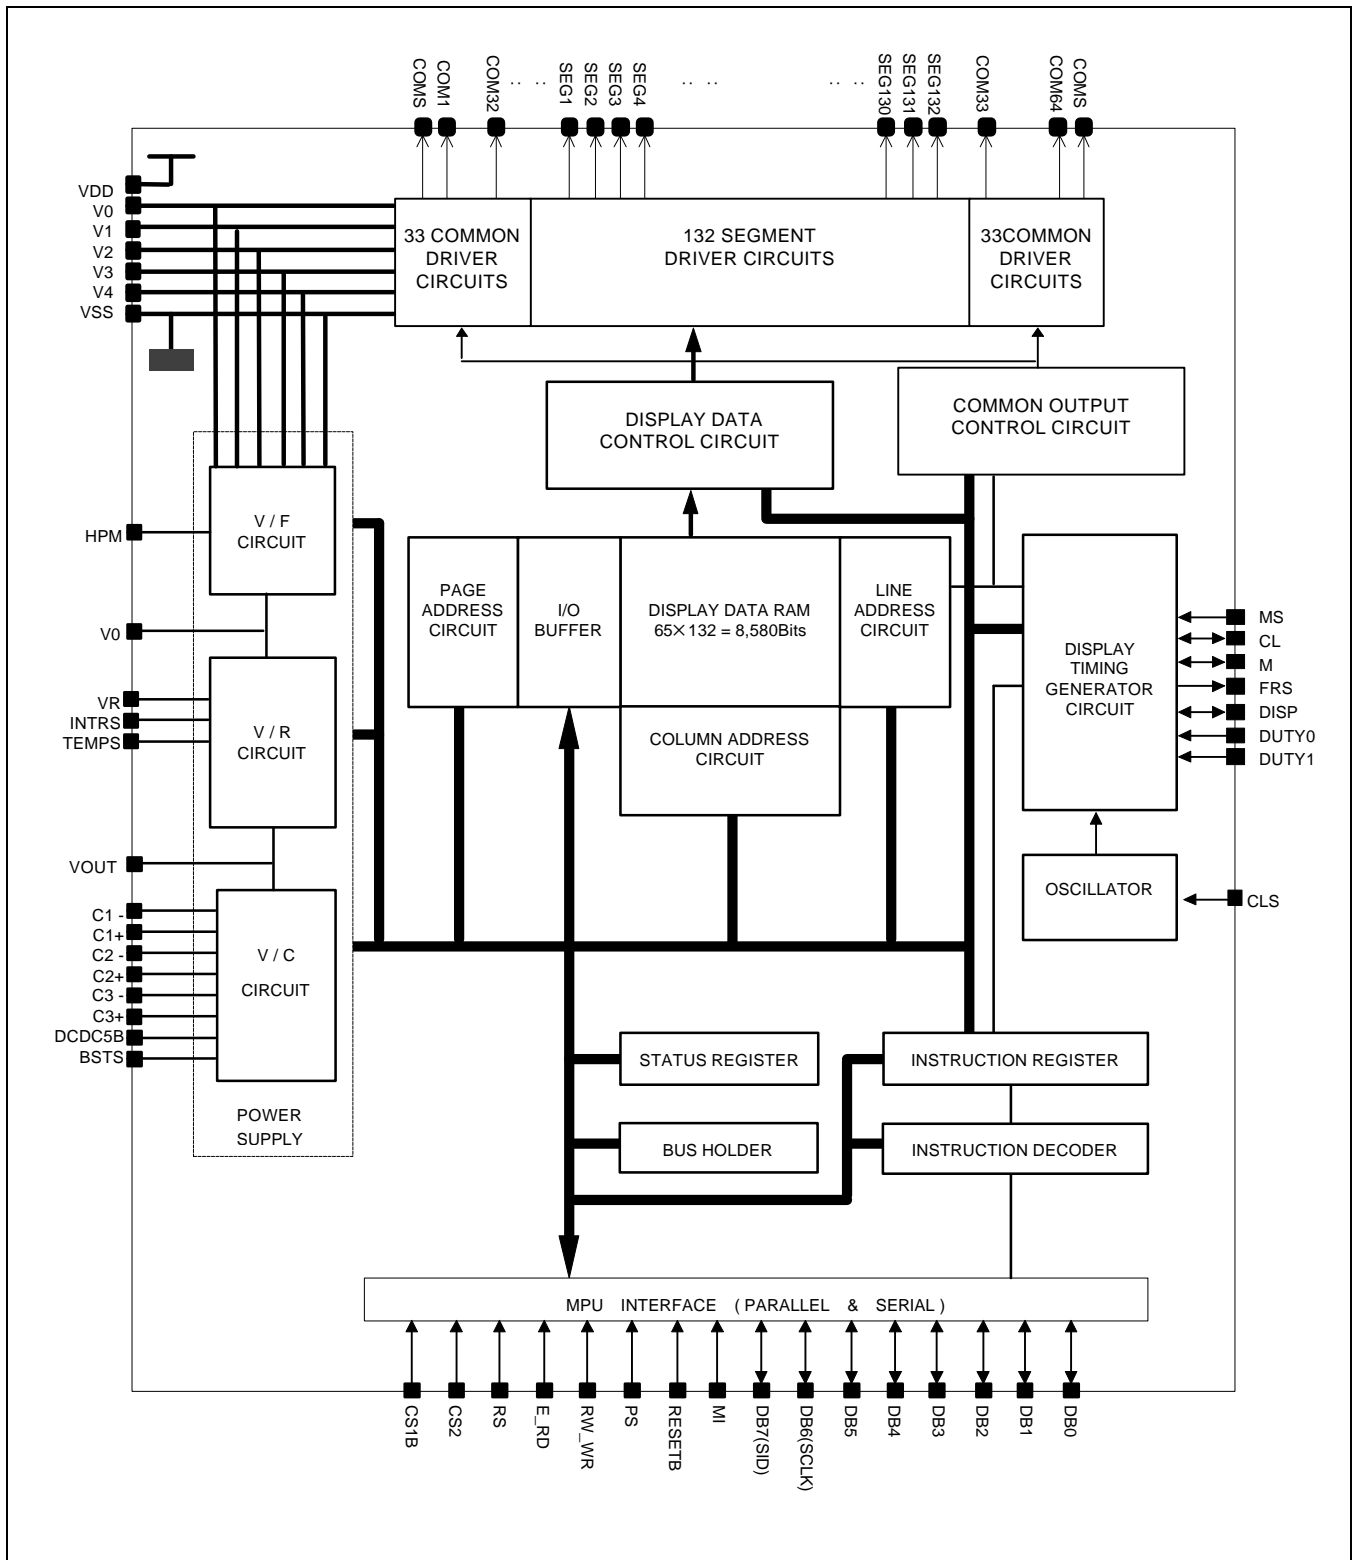 COMS
COM1
COM32
: :
: :
SEG1
SEG2
SEG3
SEG4
: :
: :
SEG130
SEG131
SEG132
COM33
COM64
COMS
VDD
V0
V1
V2
V3
V4
VSS
33 COMMON
DRIVER
CIRCUITS
132 SEGMENT
DRIVER CIRCUITS
33COMMON
DRIVER
CIRCUITS
DISPLAY DATA
CONTROL CIRCUIT
COMMON OUTPUT
CONTROL CIRCUIT
HPM
V / F
CIRCUIT
V0
VR
INTRS
TEMPS
V / R
CIRCUIT
PAGE
ADDRESS
CIRCUIT
I/O
BUFFER
DISPLAY DATA RAM
65×132 = 8,580Bits
LINE
ADDRESS
CIRCUIT
COLUMN ADDRESS
CIRCUIT
DISPLAY
TIMING
GENERATOR
CIRCUIT
MS
CL
M
FRS
DISP
DUTY0
DUTY1
VOUT
C1 -
C1+
C2 -
C2+
C3 -
C3+
DCDC5B
BSTS
V / C
CIRCUIT
OSCILLATOR
CLS
POWER
SUPPLY
STATUS REGISTER
INSTRUCTION REGISTER
BUS HOLDER
INSTRUCTION DECODER
MPU INTERFACE ( PARALLEL & SERIAL )
CS1B
CS2
RS
E_RD
RW_WR
PS
RESETB
MI
DB7(SID)
DB6(SCLK)
DB5
DB4
DB3
DB2
DB1
DB0